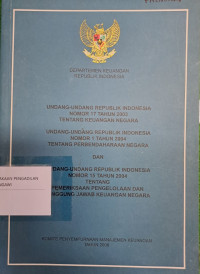 DEPARTEMEN KEUANGAN
REPUBLIK INDONESIA
UNDANG-UNDANG REPUBLIK INDONESIA
NOMOR 17 TAHUN 2003
TENTANG KEUANGAN NEGARA
UNDANG-UNDANG REPUBLIK INDONESIA
NOMOR 1 TAHUN 2004
TENTANG PERBENDAHARAAN NEGARA
DAN
DANG-UNDANG REPUBLIK INDONESIA
NOMOR 15 TAHUN 2004
TENTANG
PEMERIKSAAN PENGELOLAAN DAN
NGGUNG JAWAB KEUANGAN NEGARA